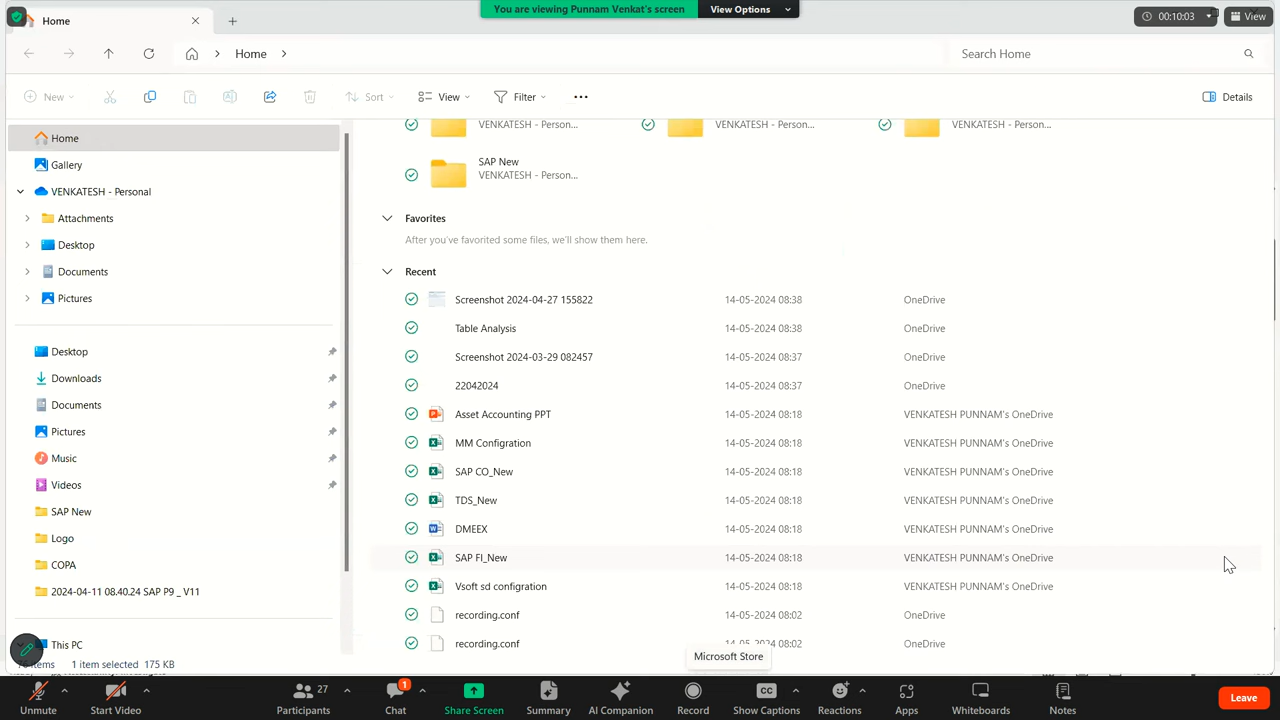 Home
You are viewing Punnam Venkat's screen
View Options
00:10:03
View
Home
Search Home
New
Sort
View
Filter
Details
Home
Gallery
VENKATESH - Personal
Attachments
Desktop
Documents
Pictures
Desktop
Downloads
Documents
Pictures
Music
Videos
SAP New
Logo
COPA
2024-04-11 08.40.24 SAP P9 _ V11
This PC
1 item selected 175 KB
VENKATESH - Person...
VENKATESH - Person...
VENKATESH - Person...
SAP New
VENKATESH - Person...
Favorites
After you've favorited some files, we'll show them here.
Recent
Screenshot 2024-04-27 155822 14-05-2024 08:38 OneDrive
Table Analysis 14-05-2024 08:38 OneDrive
Screenshot 2024-03-29 082457 14-05-2024 08:37 OneDrive
22042024 14-05-2024 08:37 OneDrive
Asset Accounting PPT 14-05-2024 08:18 VENKATESH PUNNAM's OneDrive
MM Configration 14-05-2024 08:18 VENKATESH PUNNAM's OneDrive
SAP CO_New 14-05-2024 08:18 VENKATESH PUNNAM's OneDrive
TDS_New 14-05-2024 08:18 VENKATESH PUNNAM's OneDrive
DMEEX 14-05-2024 08:18 VENKATESH PUNNAM's OneDrive
SAP FI_New 14-05-2024 08:18 VENKATESH PUNNAM's OneDrive
Vsoft sd configration 14-05-2024 08:18 VENKATESH PUNNAM's OneDrive
recording.conf 14-05-2024 08:02 OneDrive
recording.conf 14-05-2024 08:02 OneDrive
Microsoft Store
Unmute
Start Video
27
Participants
1
Chat
Share Screen
Summary
AI Companion
Record
CC
Show Captions
Reactions
Apps
Whiteboards
Notes
Leave